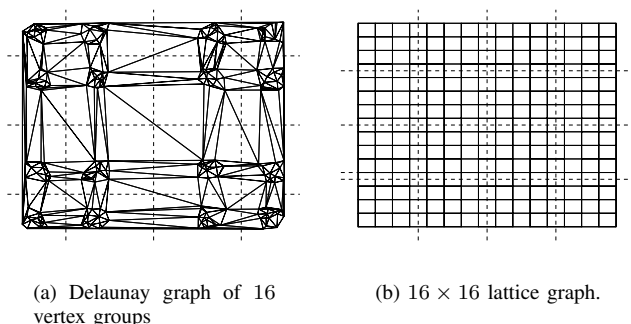 (a) Delaunay graph of 16
vertex groups
(b) 16 × 16 lattice graph.